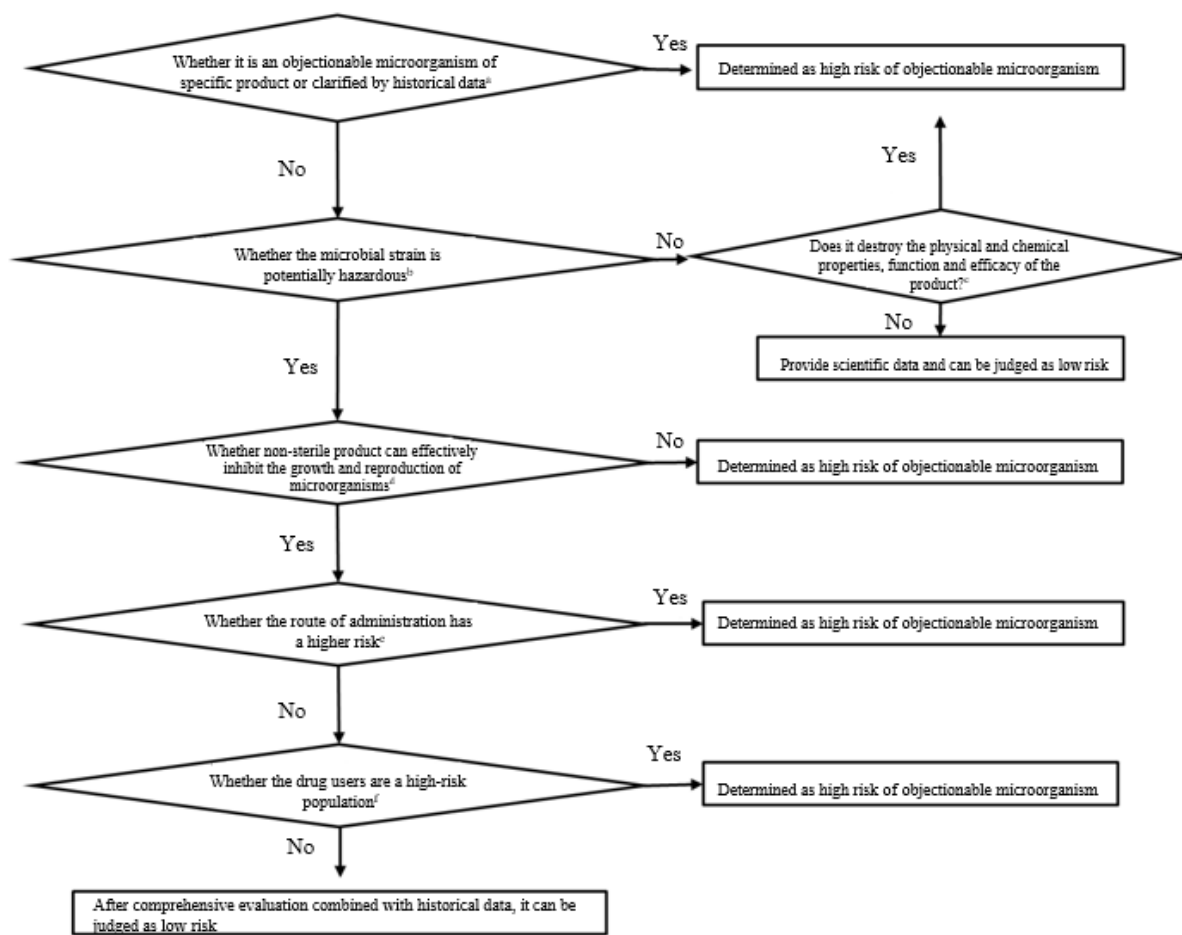 Whether it is an objectionable microorganism of
specific product or clarified by historical dataᵃ
Yes
Determined as high risk of objectionable microorganism
No
Yes
Whether the microbial strain is
potentially hazardousᵇ
No
Does it destroy the physical and chemical
properties, function and efficacy of the
product?ᶜ
No
Provide scientific data and can be judged as low risk
Yes
Whether non-sterile product can effectively
inhibit the growth and reproduction of
microorganismsᵈ
No
Determined as high risk of objectionable microorganism
Yes
Whether the route of administration has
a higher riskᵉ
Yes
Determined as high risk of objectionable microorganism
No
Whether the drug users are a high-risk
populationᶠ
Yes
Determined as high risk of objectionable microorganism
No
After comprehensive evaluation combined with historical data, it can be
judged as low risk